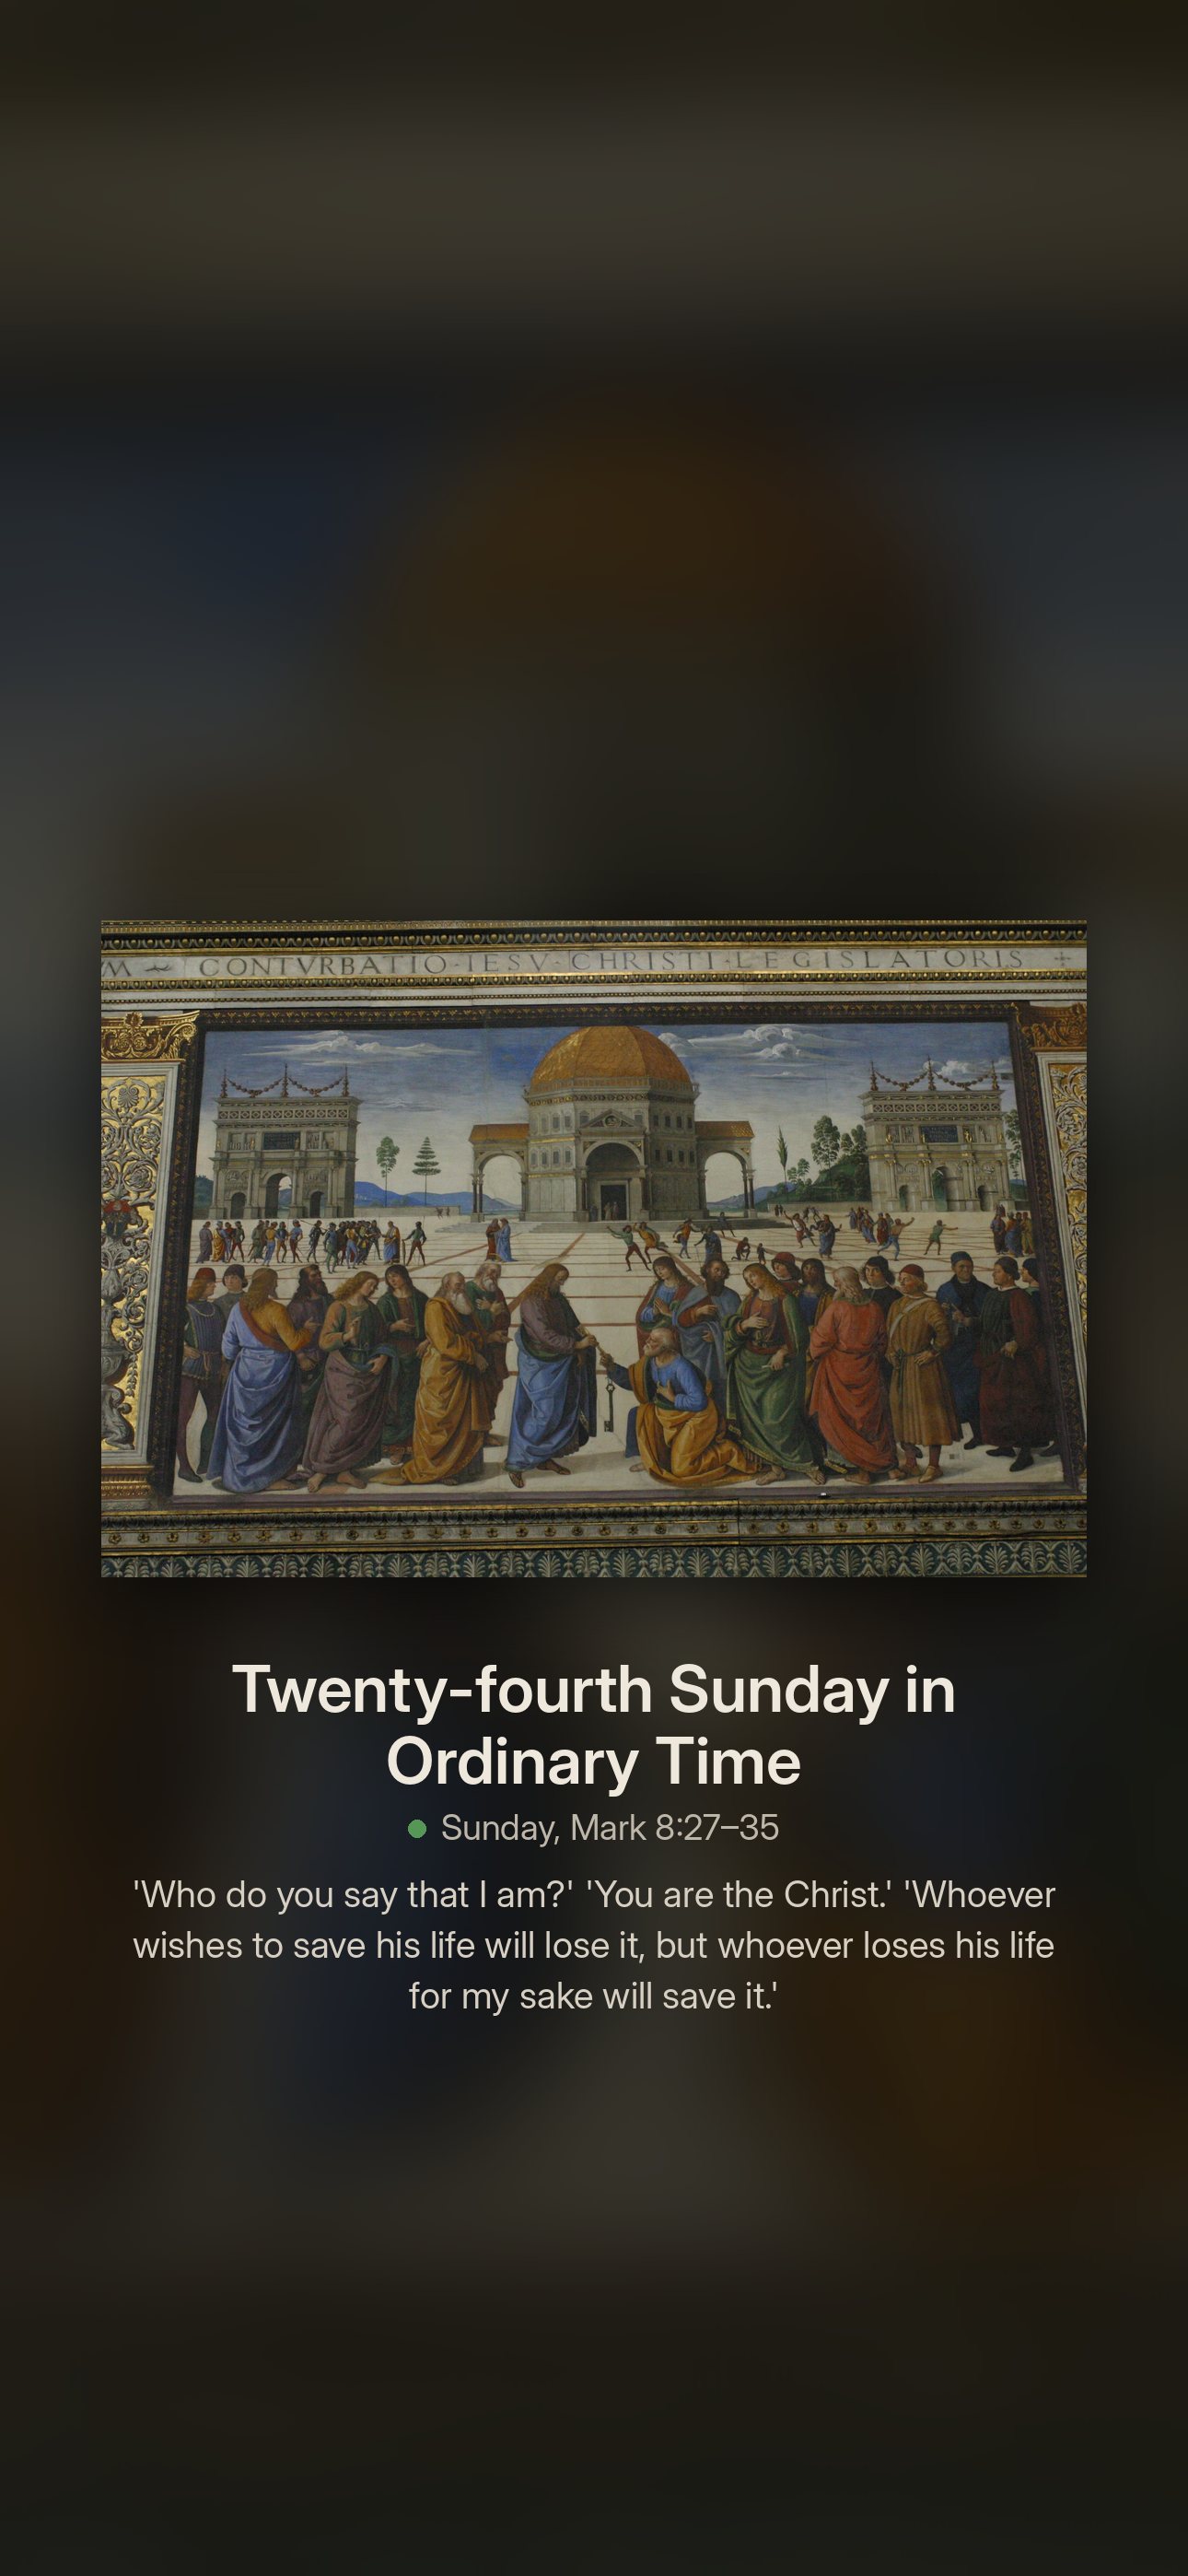 M CONTVRBATIO·IESV·CHRISTI·LEGISLATORIS
Twenty-fourth Sunday in
Ordinary Time
Sunday, Mark 8:27–35
'Who do you say that I am?' 'You are the Christ.' 'Whoever
wishes to save his life will lose it, but whoever loses his life
for my sake will save it.'